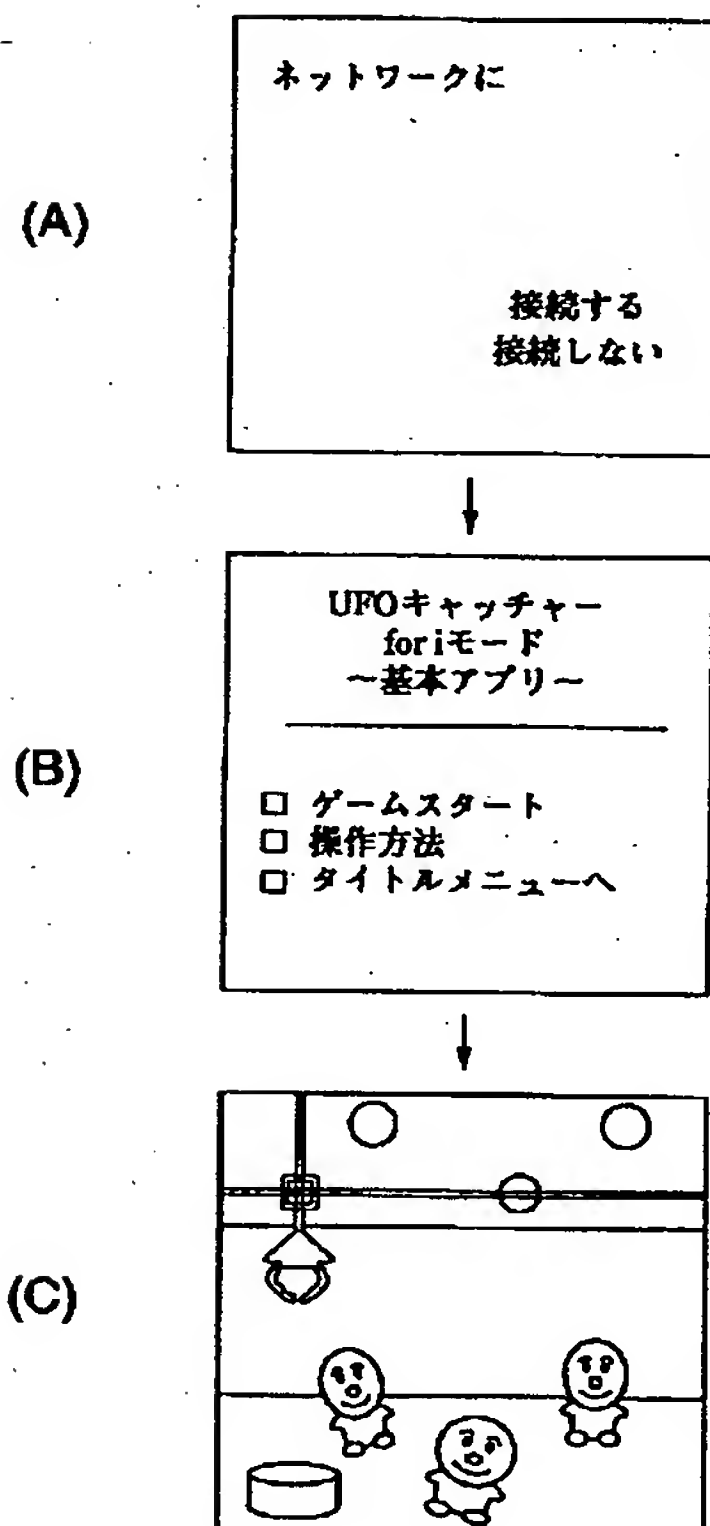 (A)
ネットワークに
接続する
接続しない
(B)
UFOキャッチャー
for iモード
〜基本アプリ〜
□ ゲームスタート
□ 操作方法
□ タイトルメニューへ
(C)